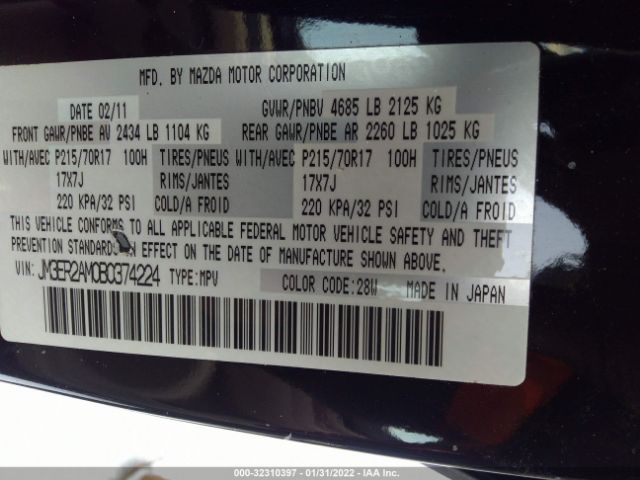 MFD. BY MAZDA MOTOR CORPORATION
DATE 02/11 GVWR/PNBV 4685 LB 2125 KG
FRONT GAWR/PNBE AV 2434 LB 1104 KG REAR GAWR/PNBE AR 2260 LB 1025 KG
WITH/AVEC P215/70R17 100H TIRES/PNEUS WITH/AVEC P215/70R17 100H TIRES/PNEUS
17X7J RIMS/JANTES 17X7J RIMS/JANTES
220 KPA/32 PSI COLD/A FROID 220 KPA/32 PSI COLD/A FROID
THIS VEHICLE CONFORMS TO ALL APPLICABLE FEDERAL MOTOR VEHICLE SAFETY AND THEFT
PREVENTION STANDARDS IN EFFECT ON THE DATE OF MANUFACTURE SHOWN ABOVE.
VIN: JM3ER2AM0B0374224 TYPE:MPV COLOR CODE:28W MADE IN JAPAN
000-32310397 - 01/31/2022 - IAA Inc.